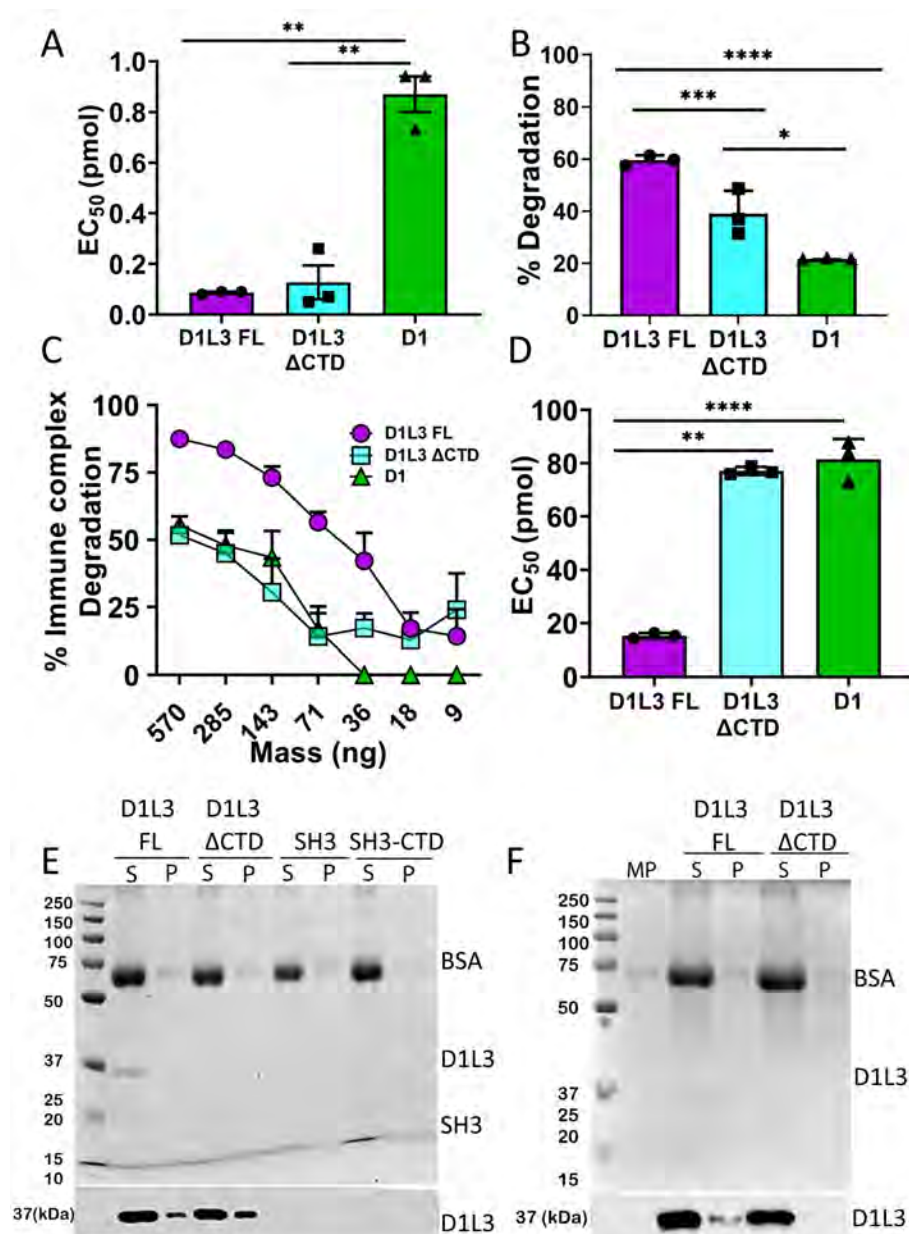 A
**
**
EC50 (pmol)
1.0
0.8
0.6
0.4
0.2
0.0
D1L3 FL
D1L3
ΔCTD
D1
B
****
***
*
% Degradation
80
60
40
20
0
D1L3 FL
D1L3
ΔCTD
D1
C
% Immune complex
Degradation
100
75
50
25
0
D1L3 FL
D1L3 ΔCTD
D1
570
285
143
71
36
18
9
Mass (ng)
D
****
**
EC50 (pmol)
100
80
60
40
20
0
D1L3 FL
D1L3
ΔCTD
D1
E
D1L3
FL
D1L3
ΔCTD
SH3
SH3-CTD
S P S P S P S P
250
150
100
75
50
37
25
20
15
10
BSA
D1L3
SH3
37(kDa)
D1L3
F
D1L3
FL
D1L3
ΔCTD
MP S P S P
250
150
100
75
50
37
25
20
15
BSA
D1L3
37 (kDa)
D1L3